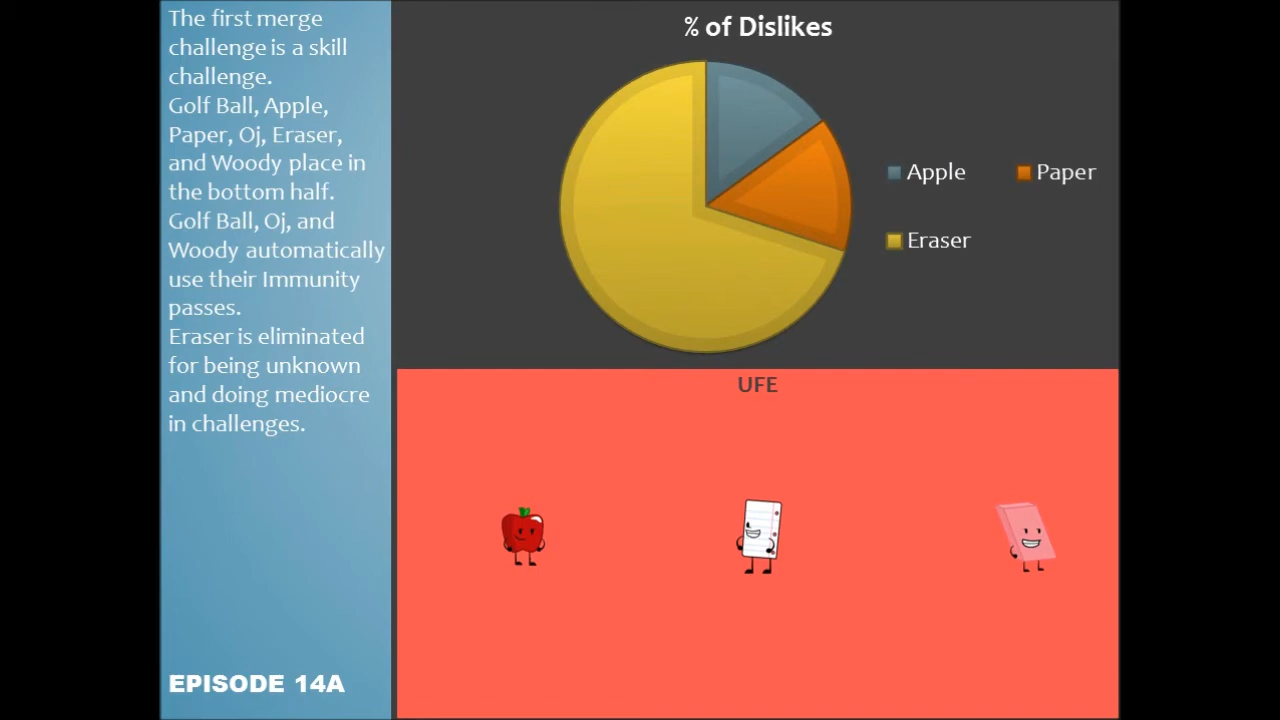 The first merge
challenge is a skill
challenge.
Golf Ball, Apple,
Paper, Oj, Eraser,
and Woody place in
the bottom half.
Golf Ball, Oj, and
Woody automatically
use their Immunity
passes.
Eraser is eliminated
for being unknown
and doing mediocre
in challenges.
EPISODE 14A
% of Dislikes
Apple
Paper
Eraser
UFE